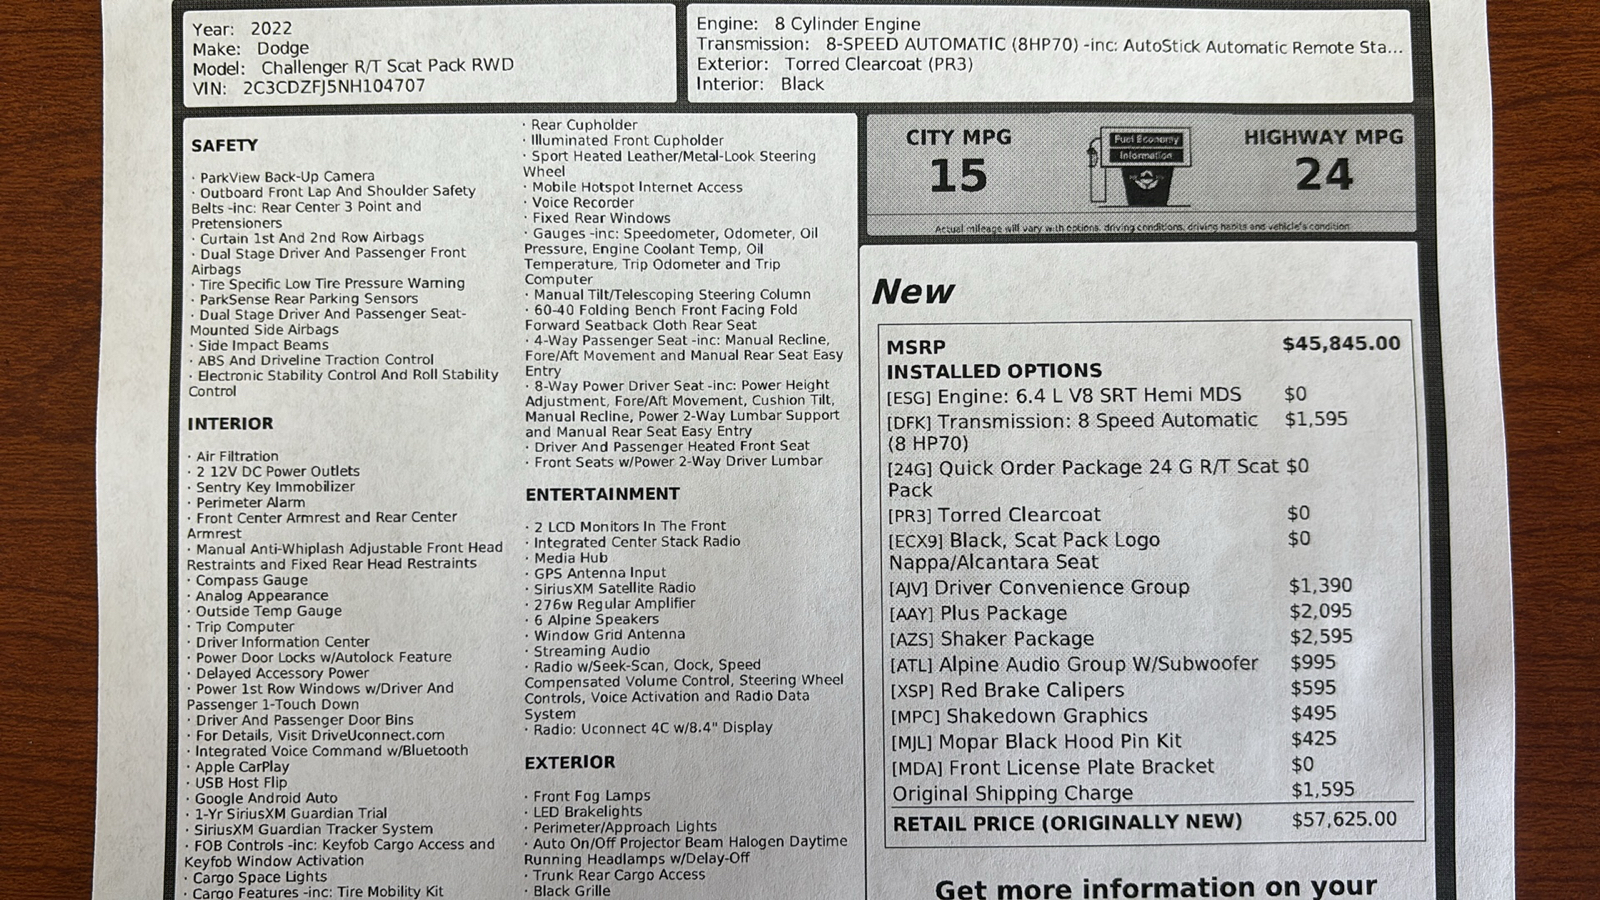 Year: 2022
Make: Dodge
Model: Challenger R/T Scat Pack RWD
VIN: 2C3CDZFJ5NH104707
Engine: 8 Cylinder Engine
Transmission: 8-SPEED AUTOMATIC (8HP70) -inc: AutoStick Automatic Remote Sta...
Exterior: Torred Clearcoat (PR3)
Interior: Black
SAFETY
· ParkView Back-Up Camera
· Outboard Front Lap And Shoulder Safety
Belts -inc: Rear Center 3 Point and
Pretensioners
· Curtain 1st And 2nd Row Airbags
· Dual Stage Driver And Passenger Front
Airbags
· Tire Specific Low Tire Pressure Warning
· ParkSense Rear Parking Sensors
· Dual Stage Driver And Passenger Seat-
Mounted Side Airbags
· Side Impact Beams
· ABS And Driveline Traction Control
· Electronic Stability Control And Roll Stability
Control
INTERIOR
· Air Filtration
· 2 12V DC Power Outlets
· Sentry Key Immobilizer
· Perimeter Alarm
· Front Center Armrest and Rear Center
Armrest
· Manual Anti-Whiplash Adjustable Front Head
Restraints and Fixed Rear Head Restraints
· Compass Gauge
· Analog Appearance
· Outside Temp Gauge
· Trip Computer
· Driver Information Center
· Power Door Locks w/Autolock Feature
· Delayed Accessory Power
· Power 1st Row Windows w/Driver And
Passenger 1-Touch Down
· Driver And Passenger Door Bins
· For Details, Visit DriveUconnect.com
· Integrated Voice Command w/Bluetooth
· Apple CarPlay
· USB Host Flip
· Google Android Auto
· 1-Yr SiriusXM Guardian Trial
· SiriusXM Guardian Tracker System
· FOB Controls -inc: Keyfob Cargo Access and
Keyfob Window Activation
· Cargo Space Lights
· Cargo Features -inc: Tire Mobility Kit
· Rear Cupholder
· Illuminated Front Cupholder
· Sport Heated Leather/Metal-Look Steering
Wheel
· Mobile Hotspot Internet Access
· Voice Recorder
· Fixed Rear Windows
· Gauges -inc: Speedometer, Odometer, Oil
Pressure, Engine Coolant Temp, Oil
Temperature, Trip Odometer and Trip
Computer
· Manual Tilt/Telescoping Steering Column
· 60-40 Folding Bench Front Facing Fold
Forward Seatback Cloth Rear Seat
· 4-Way Passenger Seat -inc: Manual Recline,
Fore/Aft Movement and Manual Rear Seat Easy
Entry
· 8-Way Power Driver Seat -inc: Power Height
Adjustment, Fore/Aft Movement, Cushion Tilt,
Manual Recline, Power 2-Way Lumbar Support
and Manual Rear Seat Easy Entry
· Driver And Passenger Heated Front Seat
· Front Seats w/Power 2-Way Driver Lumbar
ENTERTAINMENT
· 2 LCD Monitors In The Front
· Integrated Center Stack Radio
· Media Hub
· GPS Antenna Input
· SiriusXM Satellite Radio
· 276w Regular Amplifier
· 6 Alpine Speakers
· Window Grid Antenna
· Streaming Audio
· Radio w/Seek-Scan, Clock, Speed
Compensated Volume Control, Steering Wheel
Controls, Voice Activation and Radio Data
System
· Radio: Uconnect 4C w/8.4" Display
EXTERIOR
· Front Fog Lamps
· LED Brakelights
· Perimeter/Approach Lights
· Auto On/Off Projector Beam Halogen Daytime
Running Headlamps w/Delay-Off
· Trunk Rear Cargo Access
· Black Grille
CITY MPG
15
Fuel Economy
Information
HIGHWAY MPG
24
Actual mileage will vary with options, driving conditions, driving habits and vehicle's condition.
New
MSRP $45,845.00
INSTALLED OPTIONS
[ESG] Engine: 6.4 L V8 SRT Hemi MDS $0
[DFK] Transmission: 8 Speed Automatic $1,595
(8 HP70)
[24G] Quick Order Package 24 G R/T Scat $0
Pack
[PR3] Torred Clearcoat $0
[ECX9] Black, Scat Pack Logo $0
Nappa/Alcantara Seat
[AJV] Driver Convenience Group $1,390
[AAY] Plus Package $2,095
[AZS] Shaker Package $2,595
[ATL] Alpine Audio Group W/Subwoofer $995
[XSP] Red Brake Calipers $595
[MPC] Shakedown Graphics $495
[MJL] Mopar Black Hood Pin Kit $425
[MDA] Front License Plate Bracket $0
Original Shipping Charge $1,595
RETAIL PRICE (ORIGINALLY NEW) $57,625.00
Get more information on your